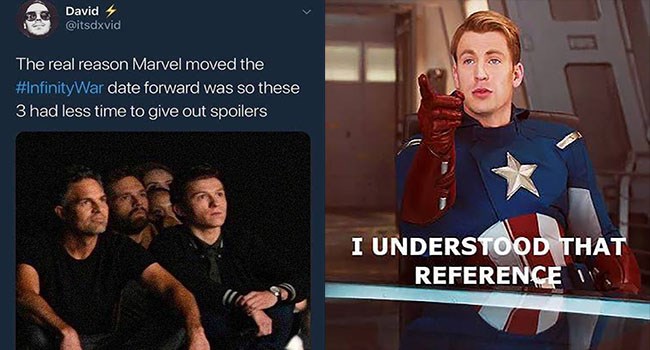 David ⚡
@itsdxvid
The real reason Marvel moved the
#InfinityWar date forward was so these
3 had less time to give out spoilers
I UNDERSTOOD THAT
REFERENCE